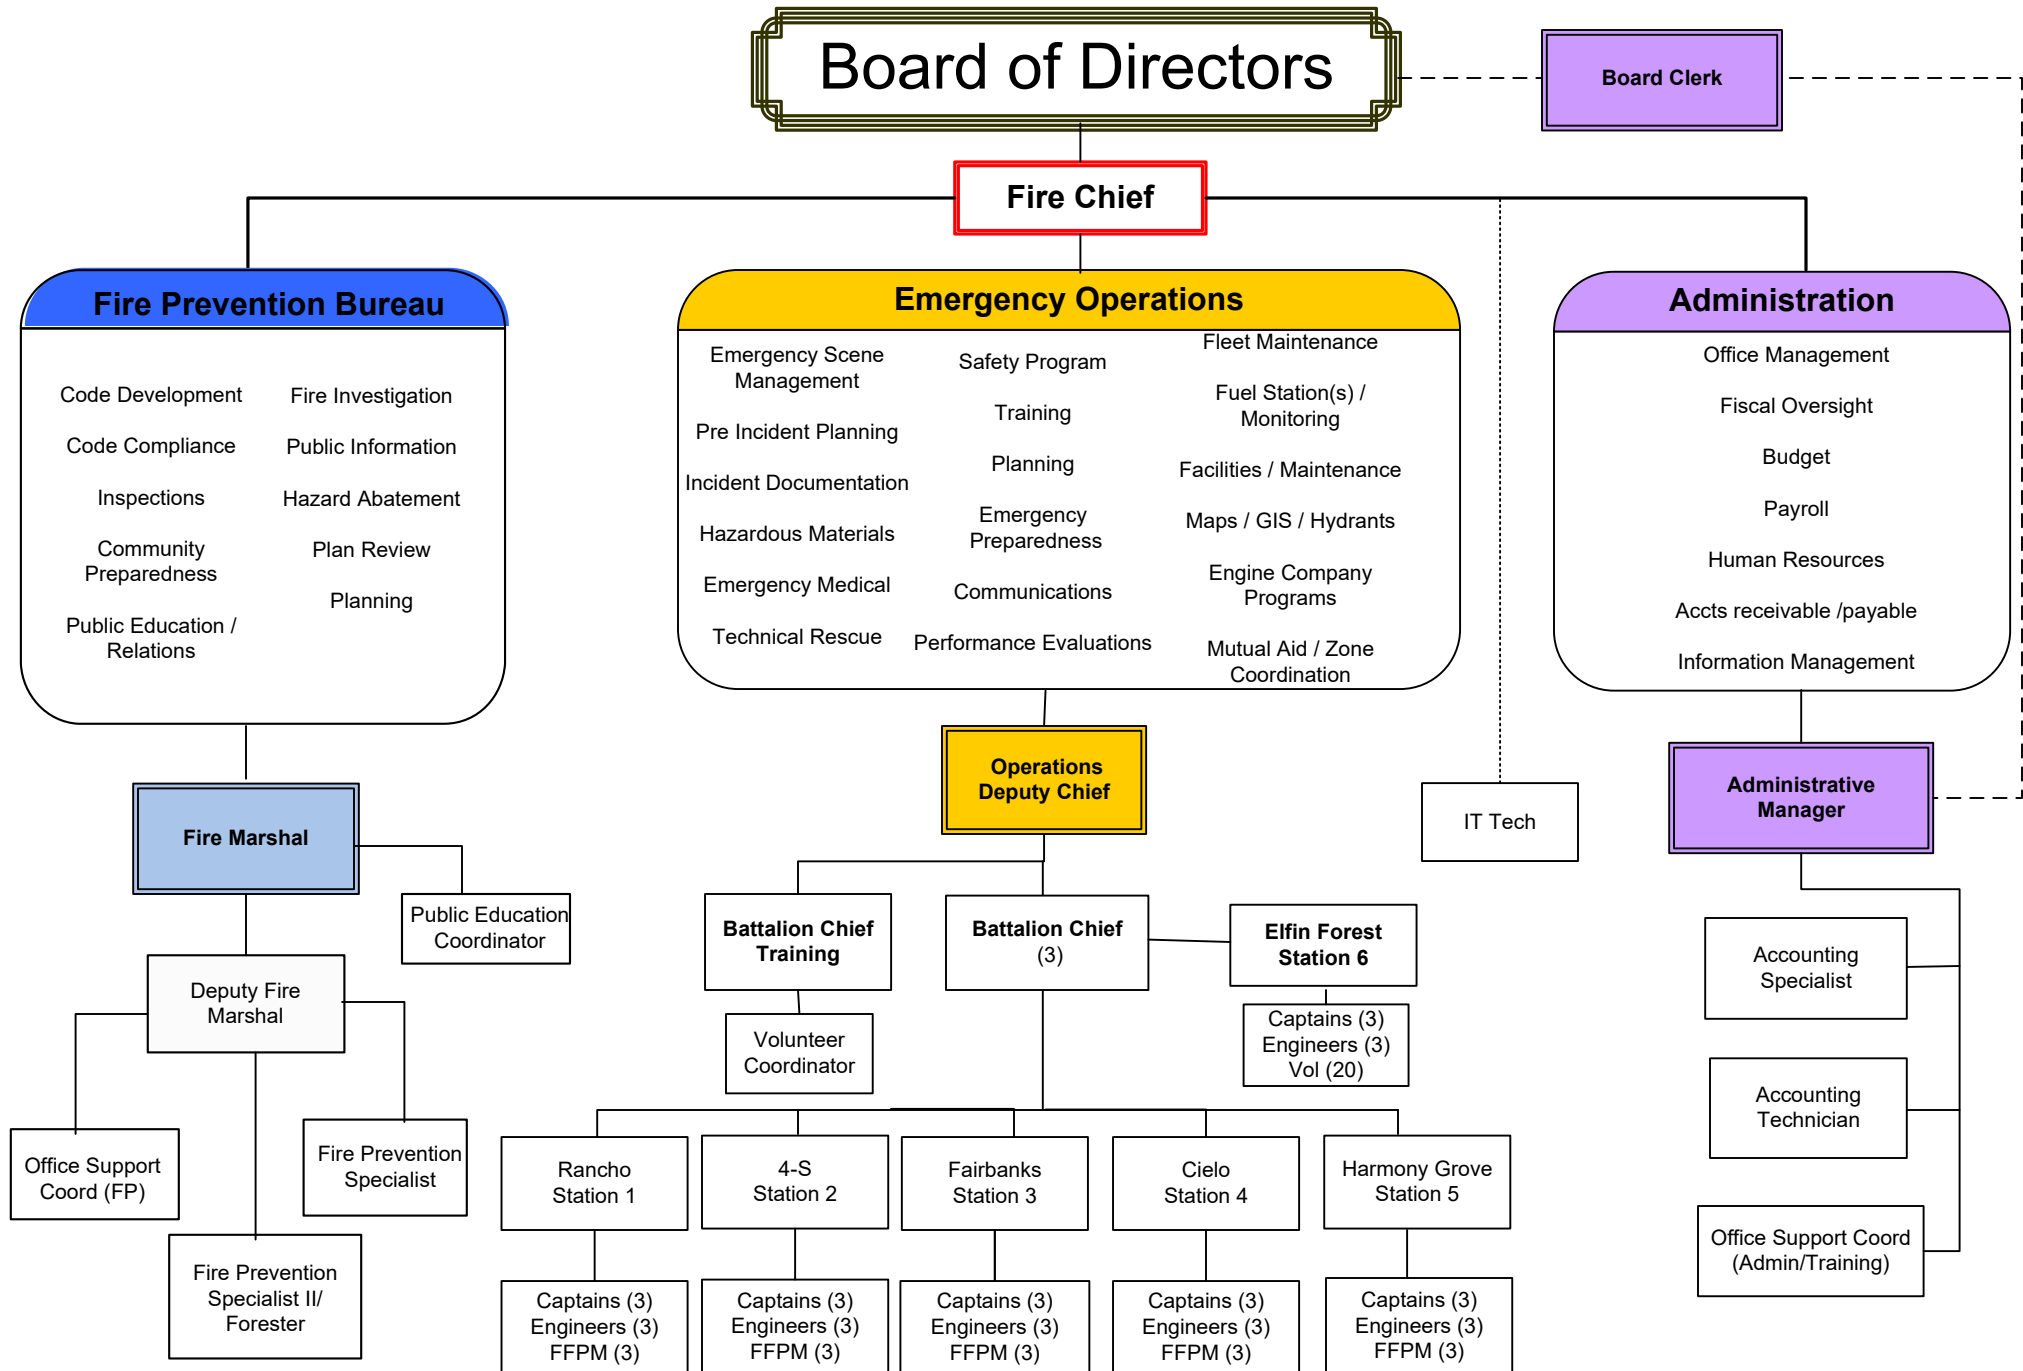 Board of Directors
Board Clerk
Fire Chief
Fire Prevention Bureau
Code Development
Code Compliance
Inspections
Community
Preparedness
Public Education /
Relations
Fire Investigation
Public Information
Hazard Abatement
Plan Review
Planning
Emergency Operations
Emergency Scene
Management
Pre Incident Planning
Incident Documentation
Hazardous Materials
Emergency Medical
Technical Rescue
Safety Program
Training
Planning
Emergency
Preparedness
Communications
Performance Evaluations
Fleet Maintenance
Fuel Station(s) /
Monitoring
Facilities / Maintenance
Maps / GIS / Hydrants
Engine Company
Programs
Mutual Aid / Zone
Coordination
Administration
Office Management
Fiscal Oversight
Budget
Payroll
Human Resources
Accts receivable /payable
Information Management
Fire Marshal
Public Education
Coordinator
Deputy Fire
Marshal
Office Support
Coord (FP)
Fire Prevention
Specialist
Fire Prevention
Specialist II/
Forester
Operations
Deputy Chief
Battalion Chief
Training
Volunteer
Coordinator
Battalion Chief
(3)
Elfin Forest
Station 6
Captains (3)
Engineers (3)
Vol (20)
Rancho
Station 1
4-S
Station 2
Fairbanks
Station 3
Cielo
Station 4
Harmony Grove
Station 5
Captains (3)
Engineers (3)
FFPM (3)
Captains (3)
Engineers (3)
FFPM (3)
Captains (3)
Engineers (3)
FFPM (3)
Captains (3)
Engineers (3)
FFPM (3)
Captains (3)
Engineers (3)
FFPM (3)
IT Tech
Administrative
Manager
Accounting
Specialist
Accounting
Technician
Office Support Coord
(Admin/Training)